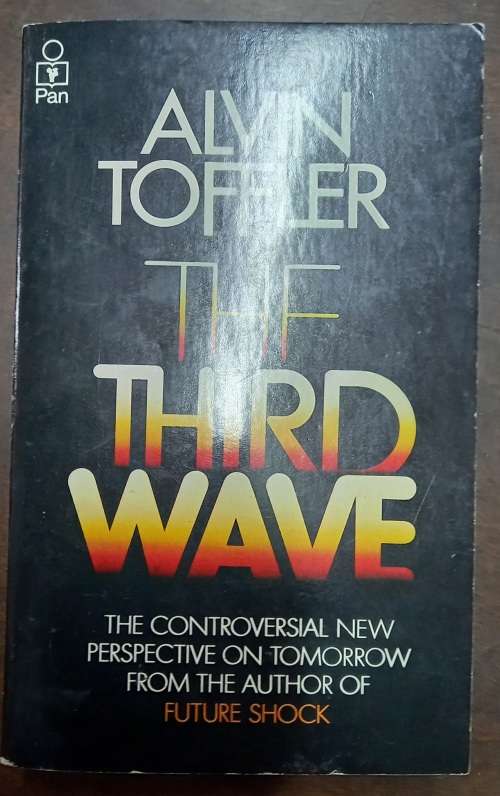 Pan
ALVIN
TOFFLER
THE
THIRD
WAVE
THE CONTROVERSIAL NEW
PERSPECTIVE ON TOMORROW
FROM THE AUTHOR OF
FUTURE SHOCK